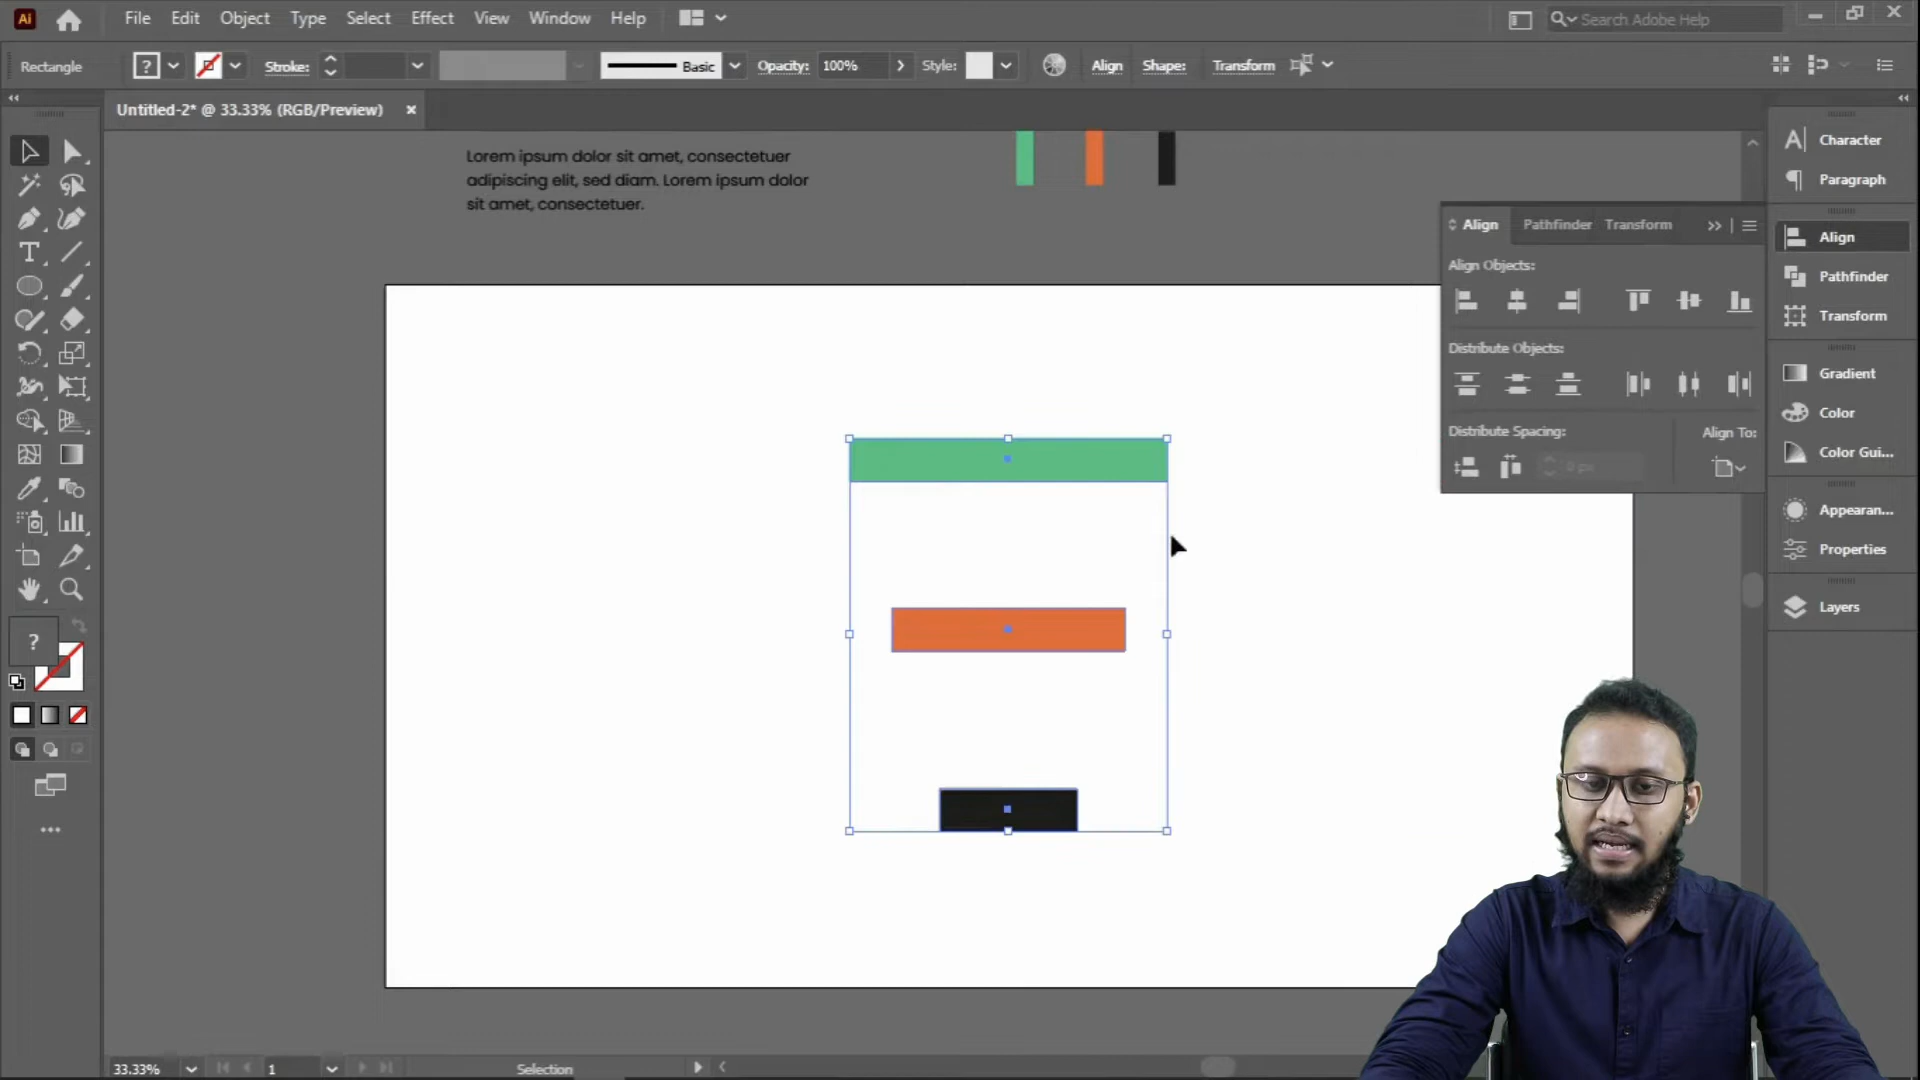 Ai
File Edit Object Type Select Effect View Window Help
Search Adobe Help
Rectangle
?
Stroke:
Basic
Opacity: 100%
Style:
Align
Shape:
Transform
Untitled-2* @ 33.33% (RGB/Preview)
Lorem ipsum dolor sit amet, consectetuer
adipiscing elit, sed diam. Lorem ipsum dolor
sit amet, consectetuer.
Align Pathfinder Transform
Align Objects:
Distribute Objects:
Distribute Spacing:
Align To:
0 px
Character
Paragraph
Align
Pathfinder
Transform
Gradient
Color
Color Gui...
Appearan...
Properties
Layers
?
33.33%
1
Selection